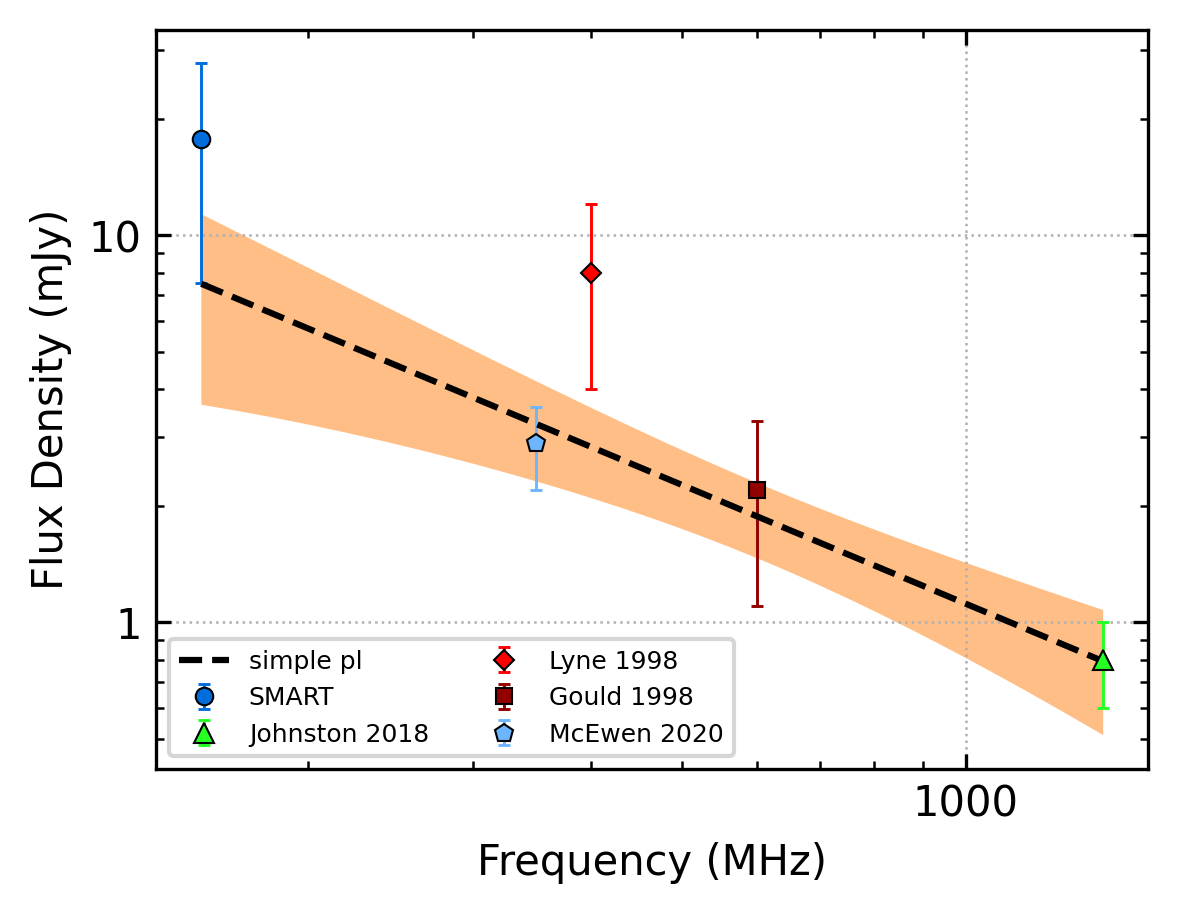 Flux Density (mJy)
10
1
simple pl
SMART
Johnston 2018
Lyne 1998
Gould 1998
McEwen 2020
1000
Frequency (MHz)